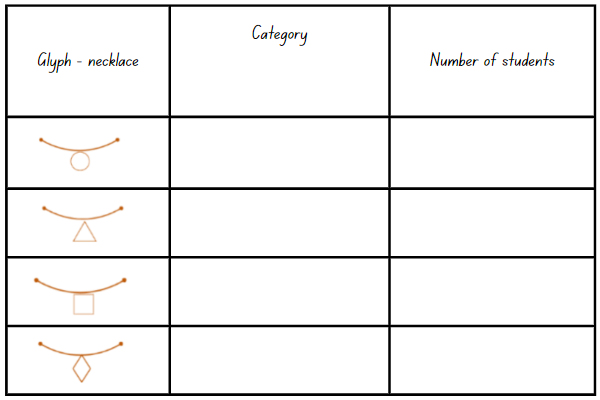 Category
Glyph - necklace
Number of students